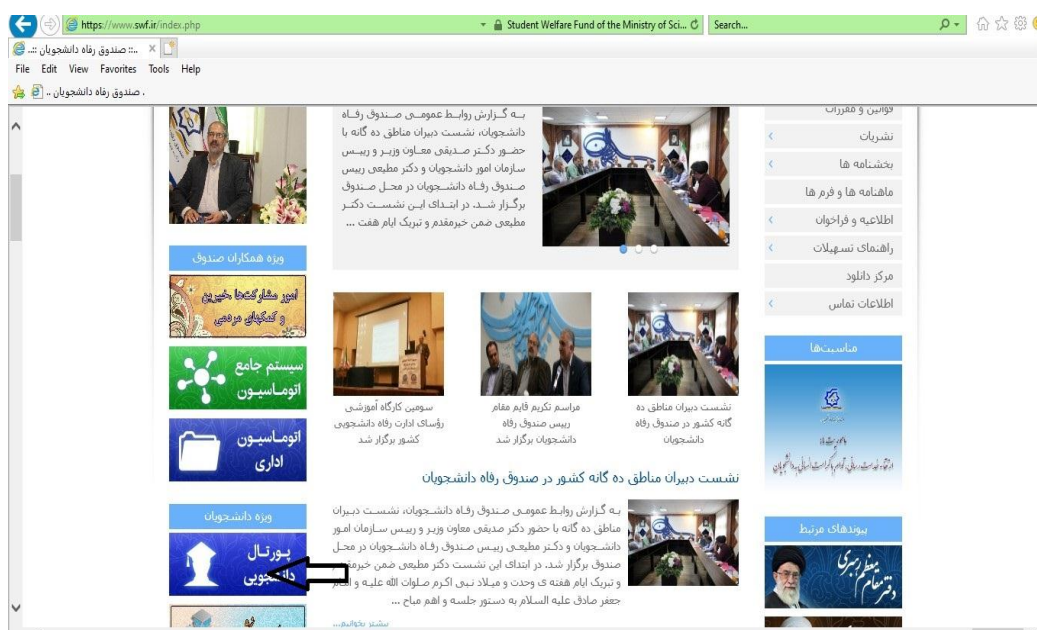 https://www.swf.ir/index.php
Student Welfare Fund of the Ministry of Sci...
Search...
..:: صندوق رفاه دانشجویان ::..
File Edit View Favorites Tools Help
صندوق رفاه دانشجویان ..
قوانین و مقررات
نشریات
بخشنامه ها
ماهنامه ها و فرم ها
اطلاعیه و فراخوان
راهنمای تسهیلات
مرکز دانلود
اطلاعات تماس
مناسبت‌ها
پیوندهای مرتبط
دفتر مقام معظم رهبری
به گزارش روابط عمومی صندوق رفاه
دانشجویان، نشست دبیران مناطق ده گانه با
حضور دکتر صدیقی معاون وزیر و رییس
سازمان امور دانشجویان و دکتر مطیعی رییس
صندوق رفاه دانشجویان در محل صندوق
برگزار شد. در ابتدای این نشست دکتر
مطیعی ضمن خیرمقدم و تبریک ایام هفت ...
نشست دبیران مناطق ده
گانه کشور در صندوق رفاه
دانشجویان
مراسم تکریم قایم مقام
رییس صندوق رفاه
دانشجویان برگزار شد
سومین کارگاه آموزشی
رؤسای ادارت رفاه دانشجویی
کشور برگزار شد
نشست دبیران مناطق ده گانه کشور در صندوق رفاه دانشجویان
به گزارش روابط عمومی صندوق رفاه دانشجویان، نشست دبیران
مناطق ده گانه با حضور دکتر صدیقی معاون وزیر و رییس سازمان امور
دانشجویان و دکتر مطیعی رییس صندوق رفاه دانشجویان در محل
صندوق برگزار شد. در ابتدای این نشست دکتر مطیعی ضمن
و تبریک ایام هفته ی وحدت و میلاد نبی اکرم صلوات الله علیه و
جعفر صادق علیه السلام به دستور جلسه و اهم مباح ...
بیشتر بخوانیم...
ویژه همکاران صندوق
امور مشارکت‌ها خیرین
و کمکهای مردمی
سیستم جامع
اتوماسیون
اتوماسیون
اداری
ویژه دانشجویان
پورتال
دانشجویی